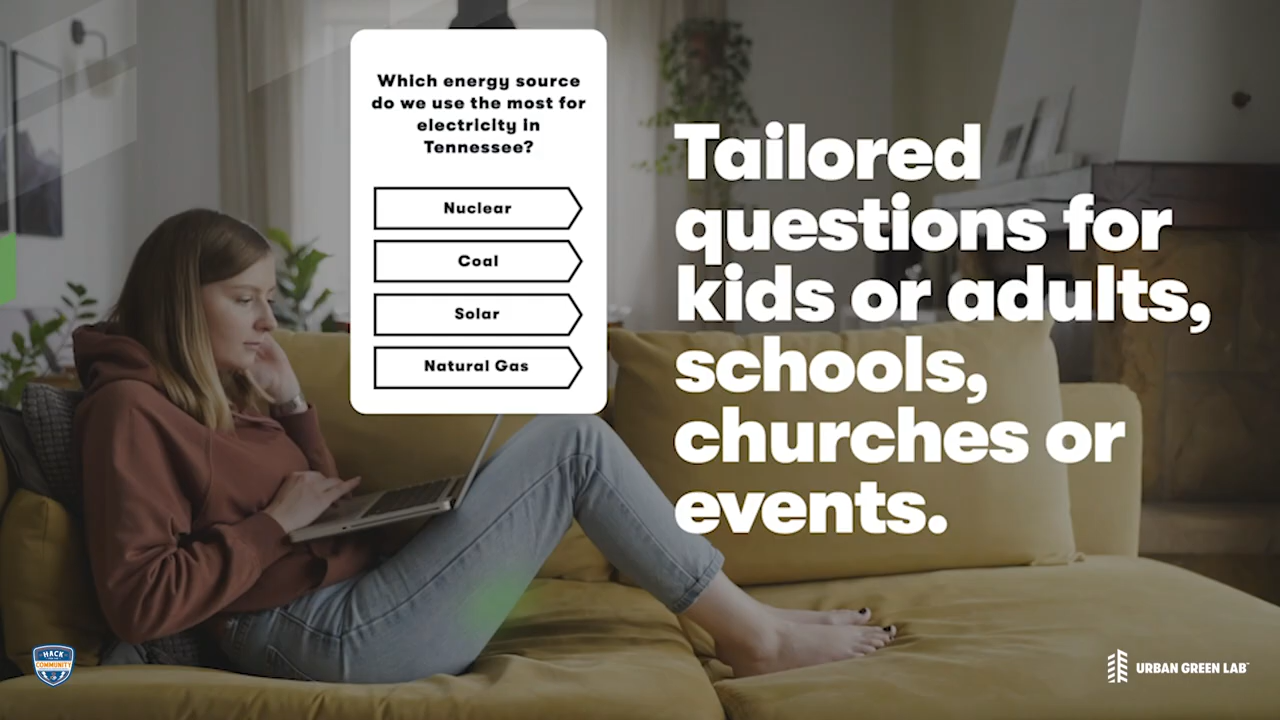 Which energy source
do we use the most for
electricity in
Tennessee?
Nuclear
Coal
Solar
Natural Gas
Tailored
questions for
kids or adults,
schools,
churches or
events.
HACK
COMMUNITY
URBAN GREEN LAB